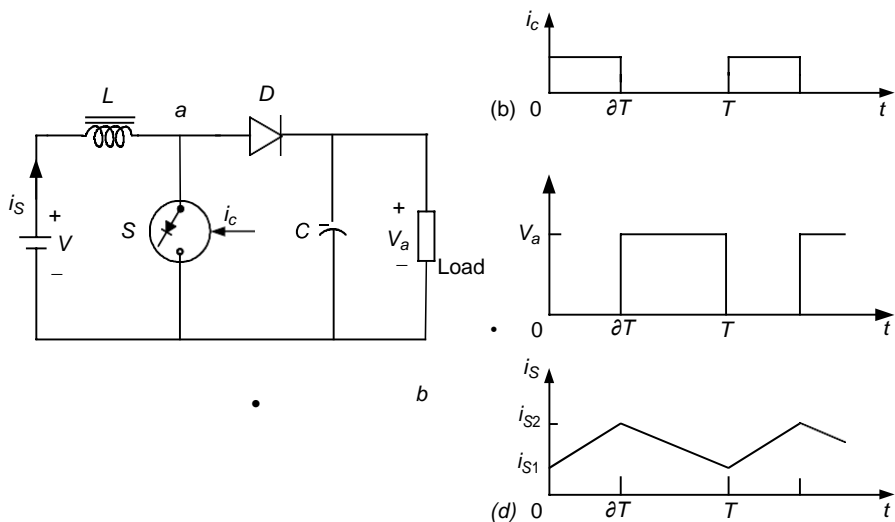 L
a
D
i_S
+
V
–
S
i_c
C
+
V_a
–
Load
b
i_c
(b) 0 ∂T T t
V_a
0 ∂T T t
i_S
i_S2
i_S1
(d) 0 ∂T T t